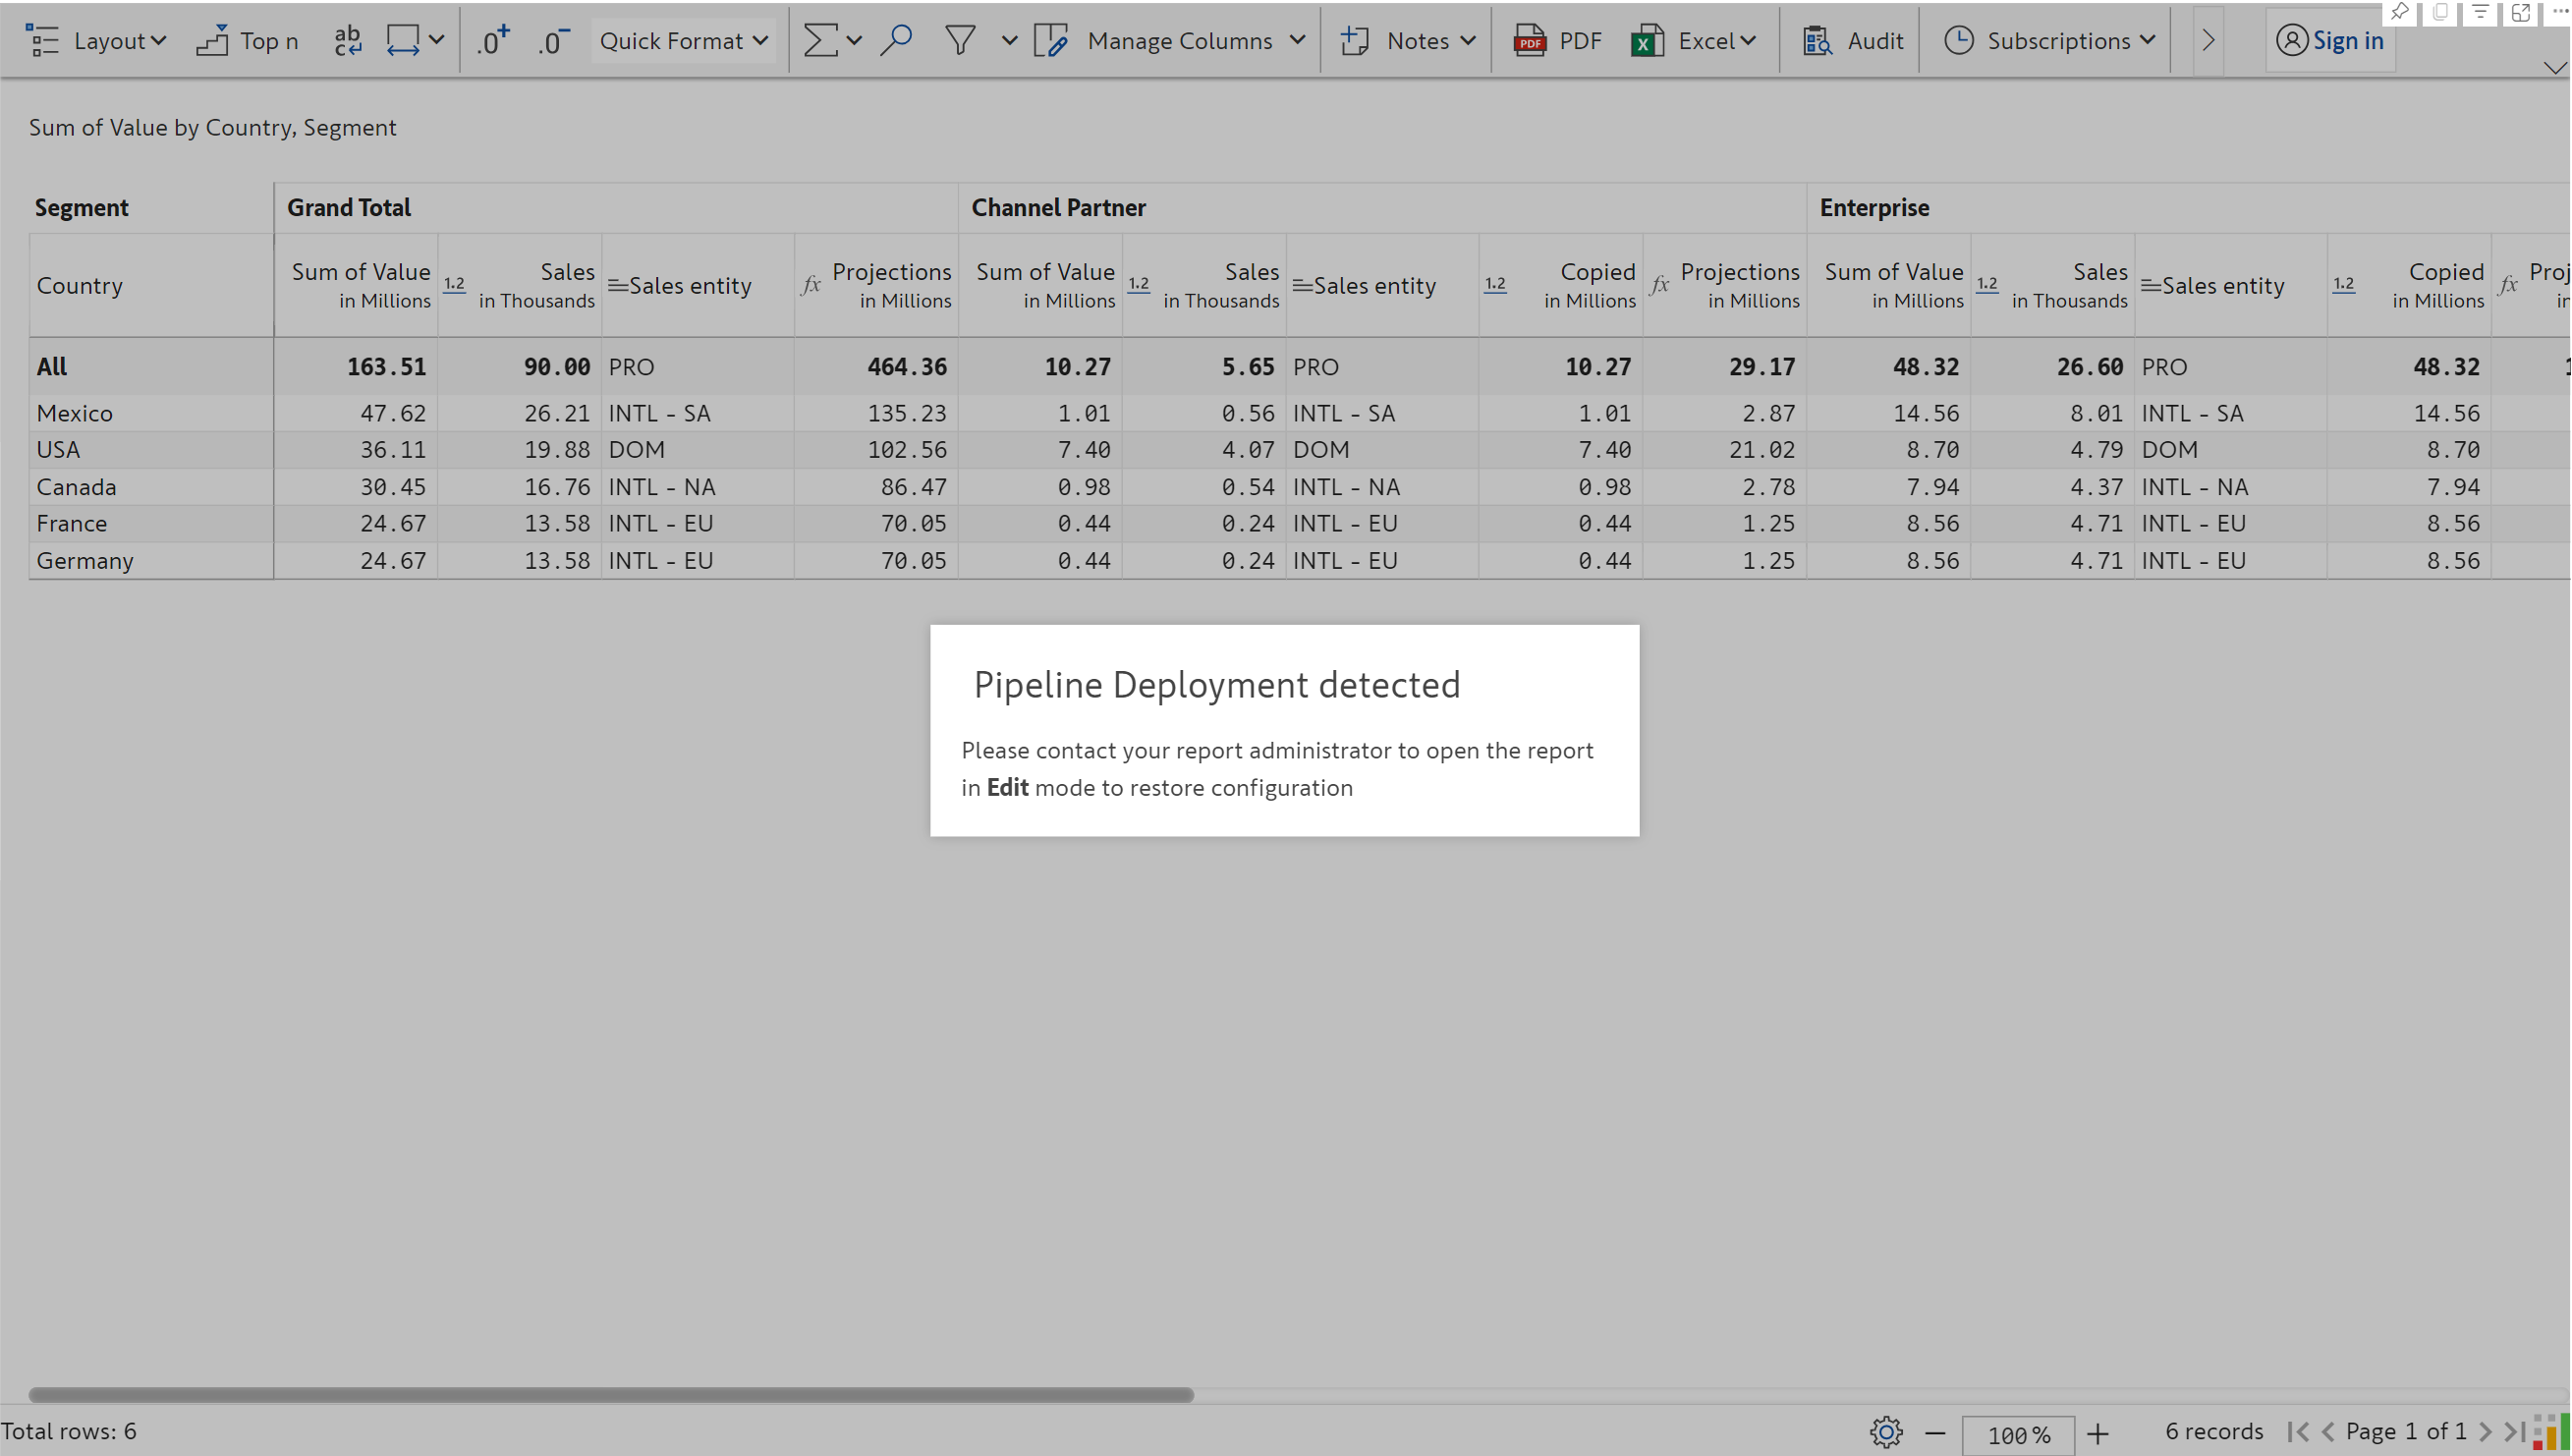 Layout Top n ab c .0+ .0- Quick Format Manage Columns Notes PDF PDF X Excel Audit Subscriptions Sign in
Sum of Value by Country, Segment
Segment Grand Total Channel Partner Enterprise
Country Sum of Value in Millions 1.2 Sales in Thousands Sales entity fx Projections in Millions Sum of Value in Millions 1.2 Sales in Thousands Sales entity 1.2 Copied in Millions fx Projections in Millions Sum of Value in Millions 1.2 Sales in Thousands Sales entity 1.2 Copied in Millions fx
All 163.51 90.00 PRO 464.36 10.27 5.65 PRO 10.27 29.17 48.32 26.60 PRO 48.32
Mexico 47.62 26.21 INTL - SA 135.23 1.01 0.56 INTL - SA 1.01 2.87 14.56 8.01 INTL - SA 14.56
USA 36.11 19.88 DOM 102.56 7.40 4.07 DOM 7.40 21.02 8.70 4.79 DOM 8.70
Canada 30.45 16.76 INTL - NA 86.47 0.98 0.54 INTL - NA 0.98 2.78 7.94 4.37 INTL - NA 7.94
France 24.67 13.58 INTL - EU 70.05 0.44 0.24 INTL - EU 0.44 1.25 8.56 4.71 INTL - EU 8.56
Germany 24.67 13.58 INTL - EU 70.05 0.44 0.24 INTL - EU 0.44 1.25 8.56 4.71 INTL - EU 8.56
Pipeline Deployment detected
Please contact your report administrator to open the report
in Edit mode to restore configuration
Total rows: 6 100 % 6 records Page 1 of 1